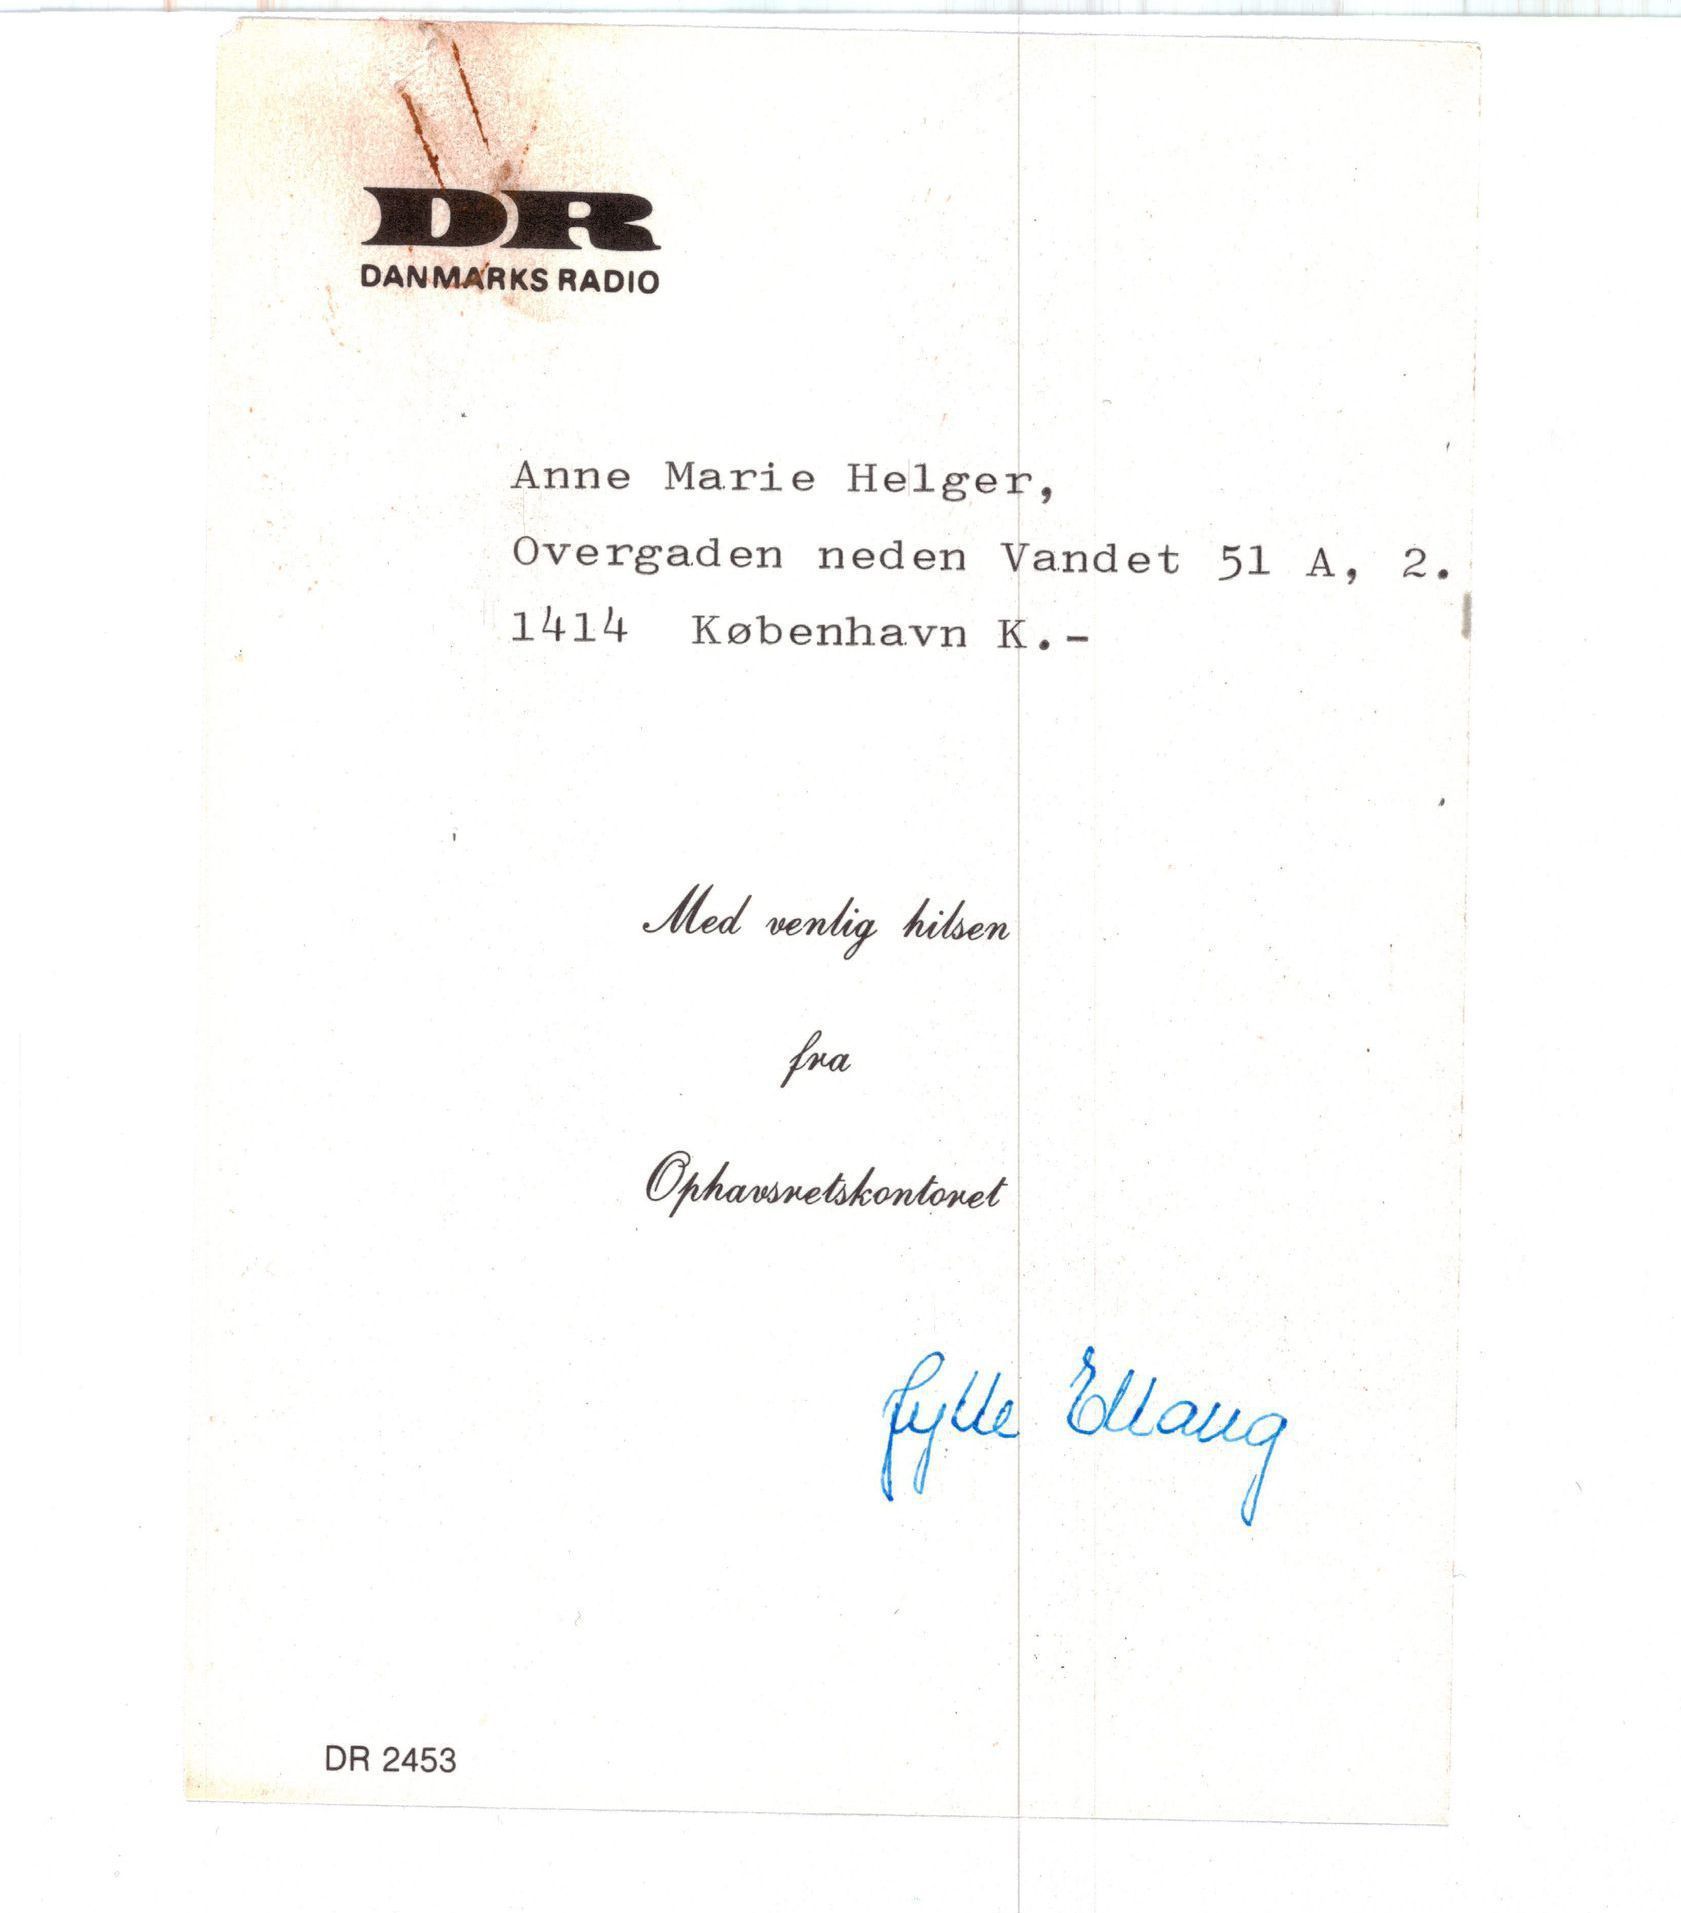 DR
DANMARKS RADIO
Anne Marie Helger,
Overgaden neden Vandet 51 A, 2.
1414 København K.-
Med venlig hilsen
fra
Ophavsretskontoret
Jytte
DR 2453